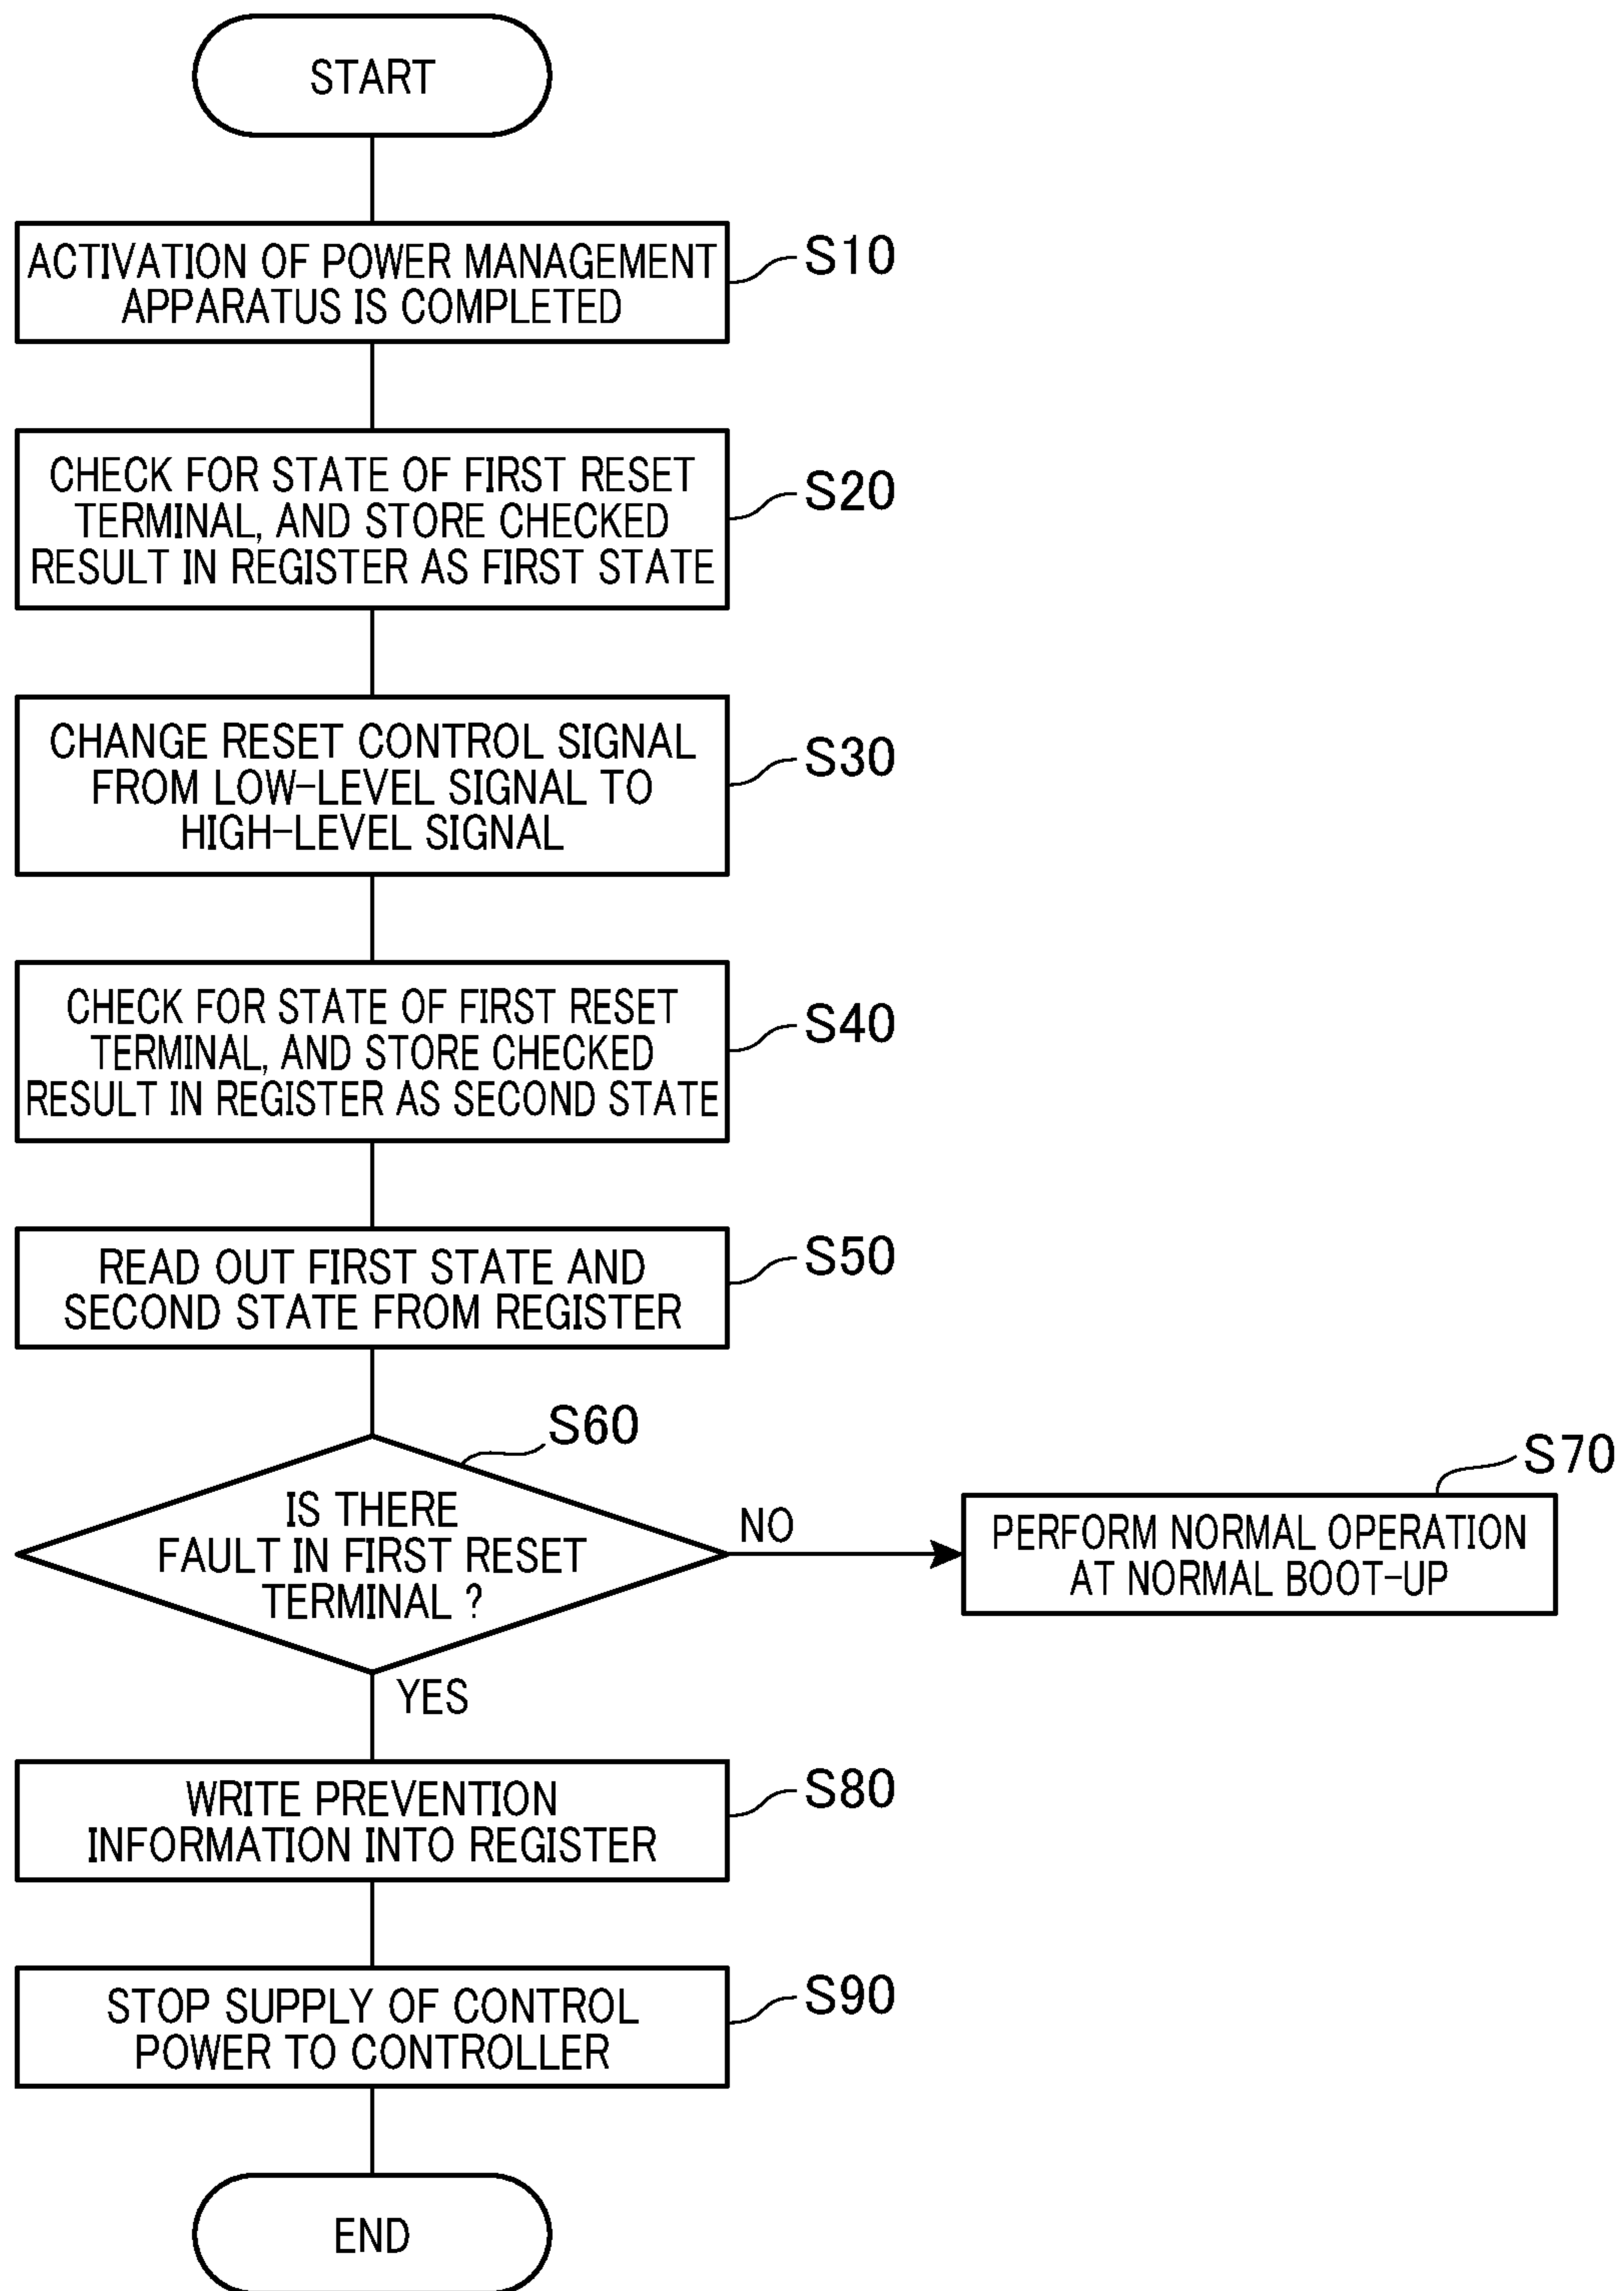 START
ACTIVATION OF POWER MANAGEMENT
APPARATUS IS COMPLETED
S10
CHECK FOR STATE OF FIRST RESET
TERMINAL, AND STORE CHECKED
RESULT IN REGISTER AS FIRST STATE
S20
CHANGE RESET CONTROL SIGNAL
FROM LOW-LEVEL SIGNAL TO
HIGH-LEVEL SIGNAL
S30
CHECK FOR STATE OF FIRST RESET
TERMINAL, AND STORE CHECKED
RESULT IN REGISTER AS SECOND STATE
S40
READ OUT FIRST STATE AND
SECOND STATE FROM REGISTER
S50
S60
IS THERE
FAULT IN FIRST RESET
TERMINAL ?
NO
S70
PERFORM NORMAL OPERATION
AT NORMAL BOOT-UP
YES
WRITE PREVENTION
INFORMATION INTO REGISTER
S80
STOP SUPPLY OF CONTROL
POWER TO CONTROLLER
S90
END